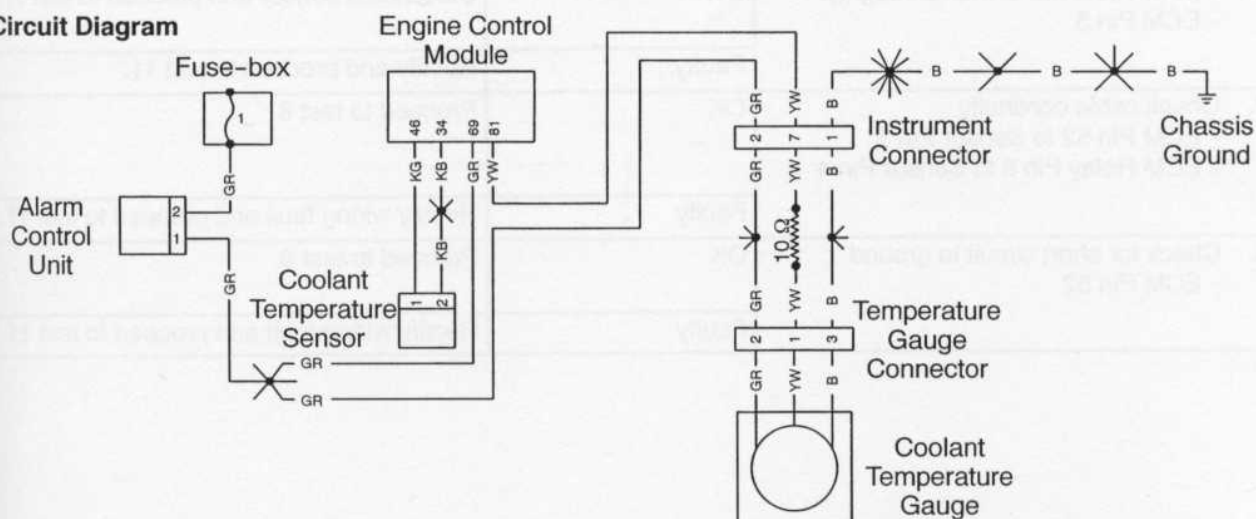 Circuit Diagram
Fuse-box
1
Engine Control
Module
46 34 69 81
KG KB GR YW
KB
GR
Alarm
Control
Unit
2
1
GR
Coolant
Temperature
Sensor
1 2
GR
GR
GR YW B
B B B
2 7 1
Instrument
Connector
Chassis
Ground
GR YW B
10 Ω
GR YW B
2 1 3
Temperature
Gauge
Connector
GR YW B
Coolant
Temperature
Gauge